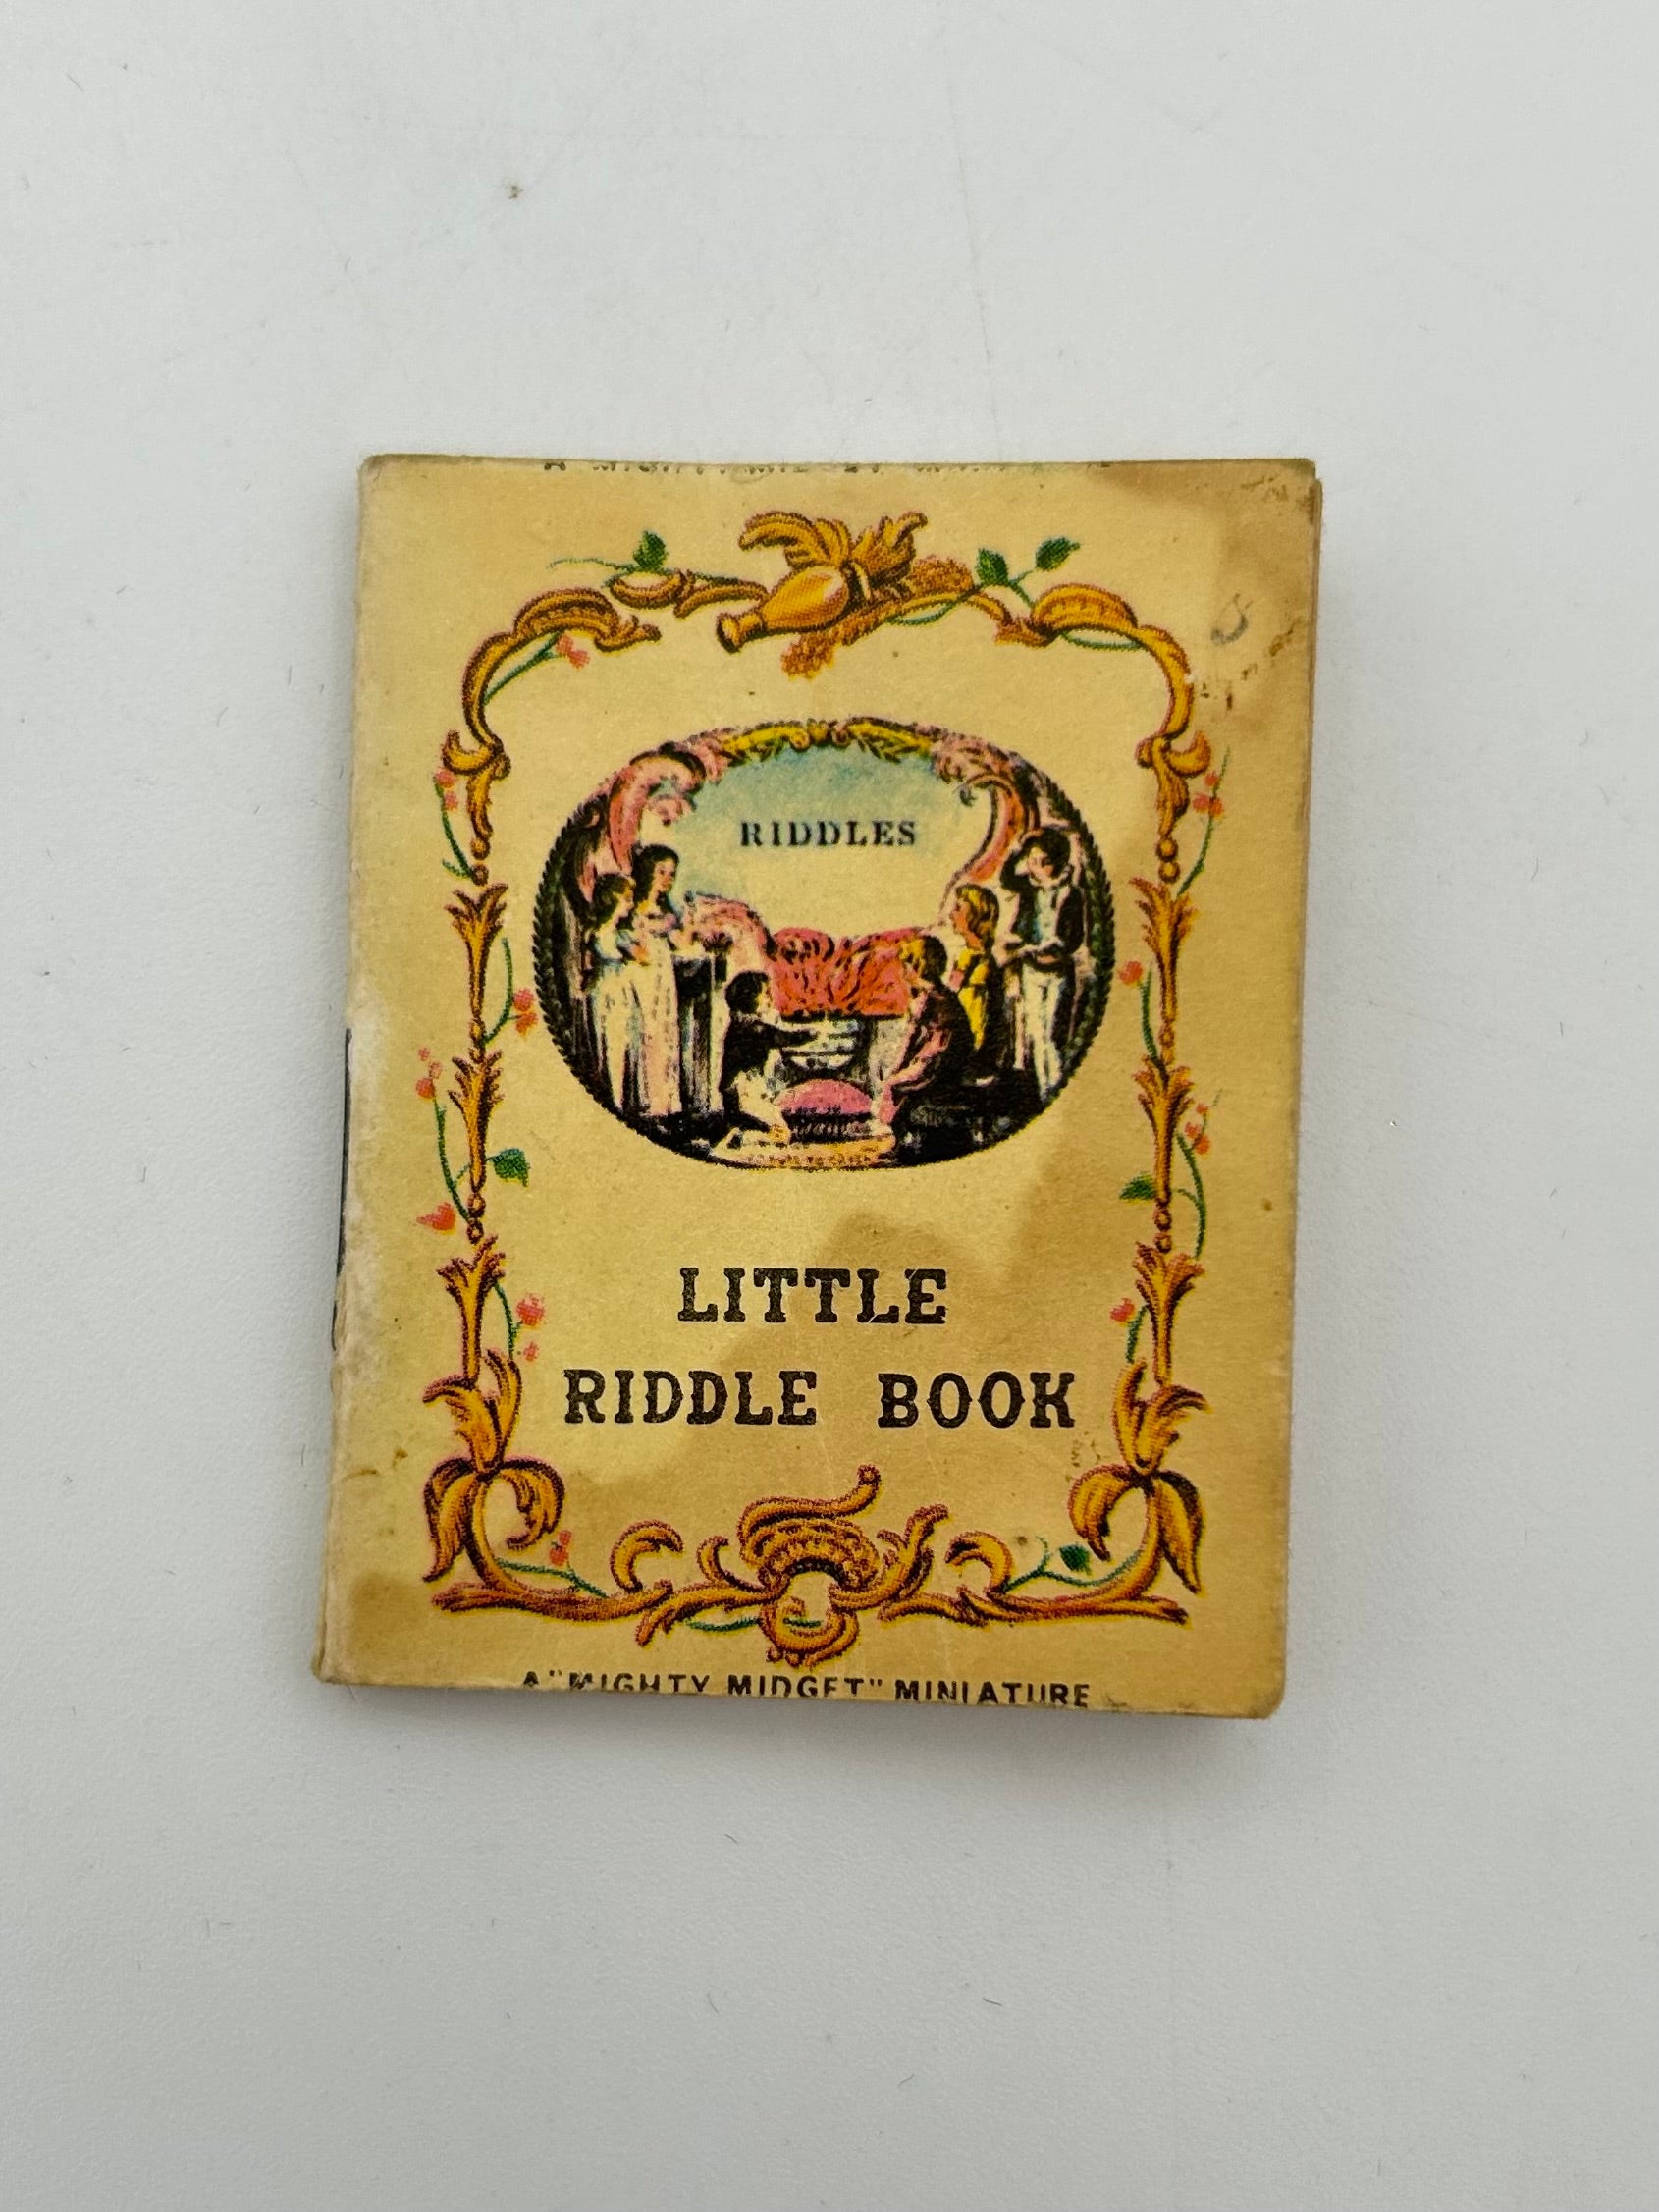 RIDDLES
LITTLE
RIDDLE BOOK
A "MIGHTY MIDGET" MINIATURE